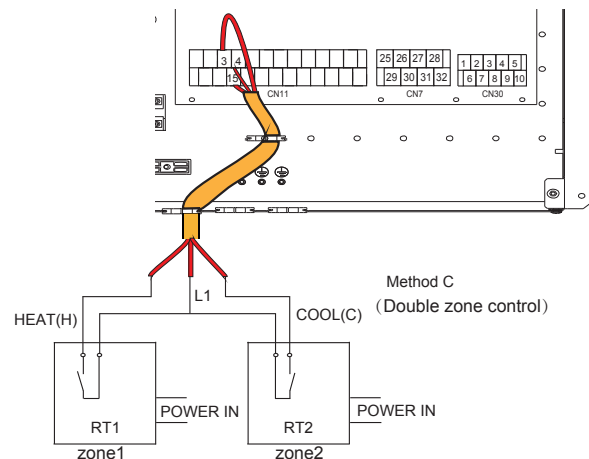 3 4
15
CN11
25 26 27 28
29 30 31 32
CN7
1 2 3 4 5
6 7 8 9 10
CN30
L1
HEAT(H)
COOL(C)
Method C
（Double zone control）
RT1
POWER IN
zone1
RT2
POWER IN
zone2